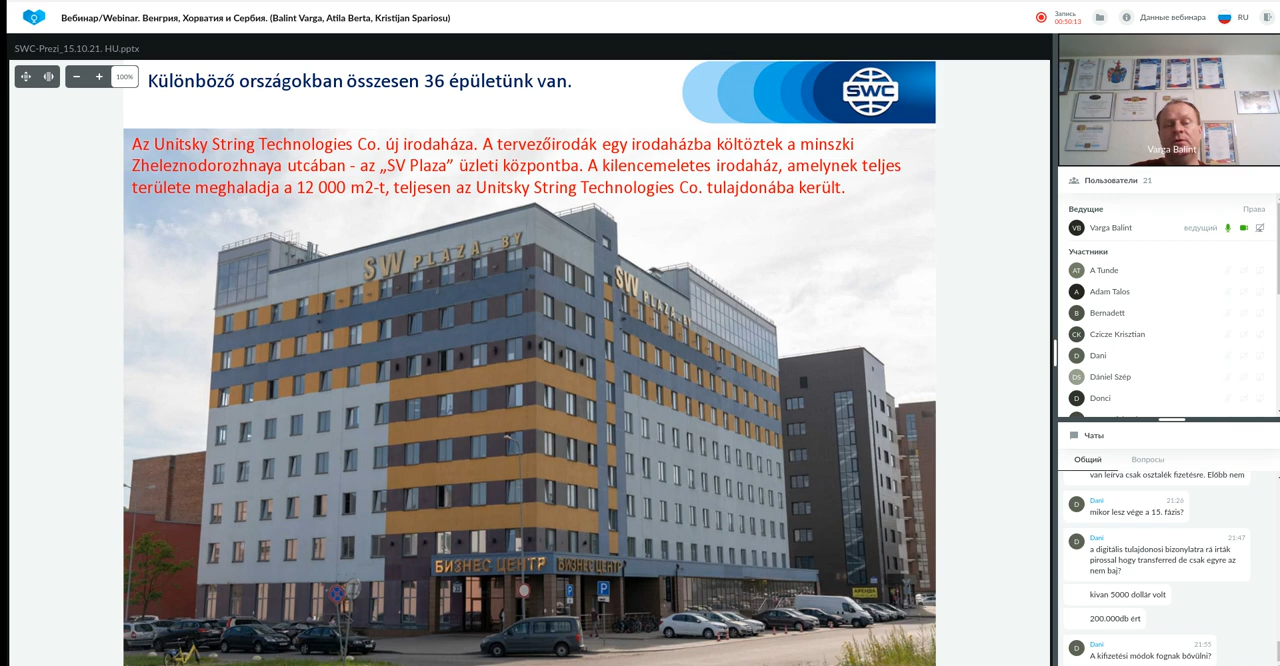 Вебинар/Webinar. Венгрия, Хорватия и Сербия. (Balint Varga, Atila Berta, Kristijan Spariosu)
Запись
00:50:13
Данные вебинара
RU
SWC-Prezi_15.10.21. HU.pptx
100%
Különböző országokban összesen 36 épületünk van.
SWC
Az Unitsky String Technologies Co. új irodaháza. A tervezőirodák egy irodaházba költöztek a minszki
Zheleznodorozhnaya utcában - az „SV Plaza” üzleti központba. A kilencemeletes irodaház, amelynek teljes
területe meghaladja a 12 000 m2-t, teljesen az Unitsky String Technologies Co. tulajdonába került.
SW PLAZA.BY
SW PLAZA.BY
БИЗНЕС ЦЕНТР
БИЗНЕС ЦЕНТР
P
P
Varga Balint
Пользователи 21
Ведущие
Права
VB Varga Balint
ведущий
Участники
AT A Tunde
A Adam Talos
B Bernadett
CK Czicze Krisztian
D Dani
DS Dániel Szép
D Donci
Чаты
Общий
Вопросы
van leírva csak osztalék fizetésre. Előbb nem
D Dani 21:26
mikor lesz vége a 15. fázis?
D Dani 21:47
a digitális tulajdonosi bizonylatra rá irták
pirossal hogy transferred de csak egyre az
nem baj?
kivan 5000 dollár volt
200.000db ért
D Dani 21:55
A kifizetési módok fognak bővülni?